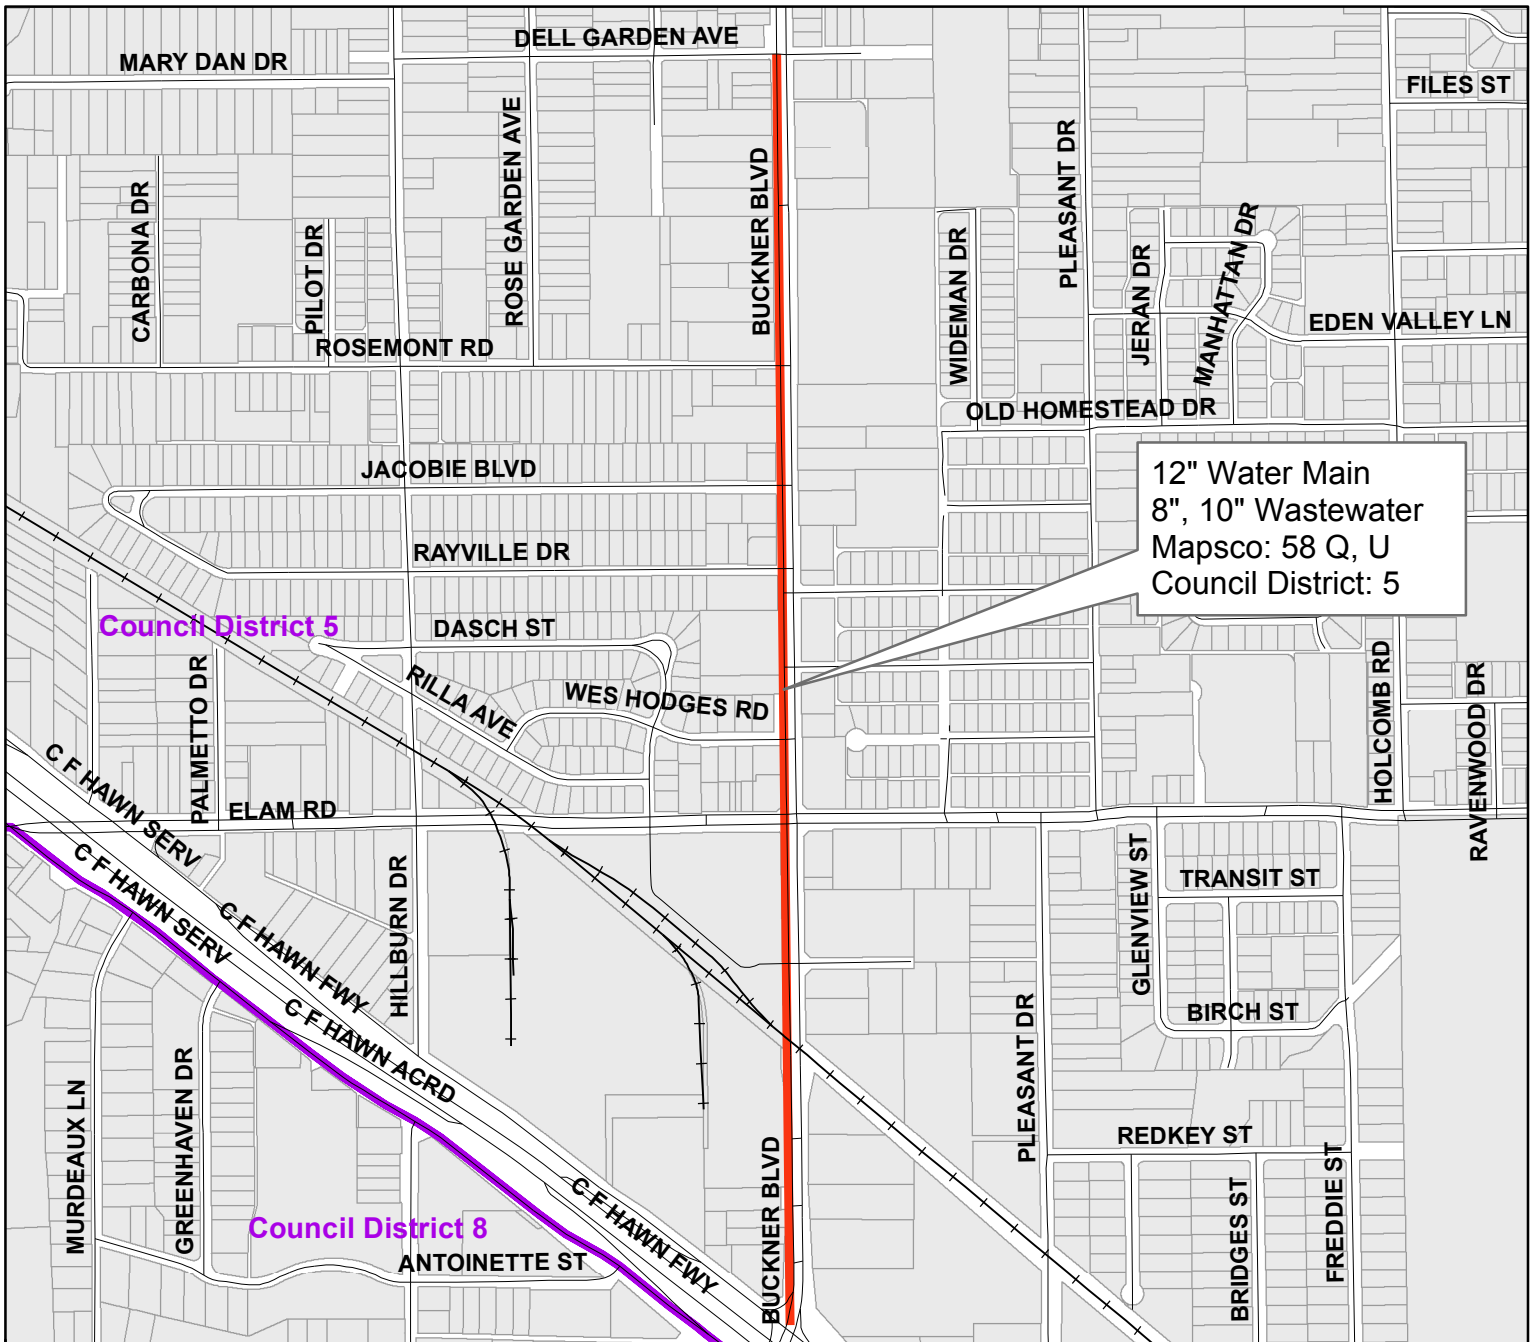 DELL GARDEN AVE
MARY DAN DR
FILES ST
ROSE GARDEN AVE
BUCKNER BLVD
PLEASANT DR
CARBONA DR
PILOT DR
WIDEMAN DR
JERAN DR
MANHATTAN DR
EDEN VALLEY LN
ROSEMONT RD
OLD HOMESTEAD DR
JACOBIE BLVD
12" Water Main
8", 10" Wastewater
Mapsco: 58 Q, U
Council District: 5
RAYVILLE DR
Council District 5
DASCH ST
PALMETTO DR
RILLA AVE
WES HODGES RD
HOLCOMB RD
RAVENWOOD DR
C F HAWN SERV
ELAM RD
C F HAWN SERV
C F HAWN FWY
HILLBURN DR
GLENVIEW ST
TRANSIT ST
C F HAWN ACRD
BIRCH ST
PLEASANT DR
MURDEAUX LN
GREENHAVEN DR
REDKEY ST
BUCKNER BLVD
C F HAWN FWY
BRIDGES ST
FREDDIE ST
Council District 8
ANTOINETTE ST